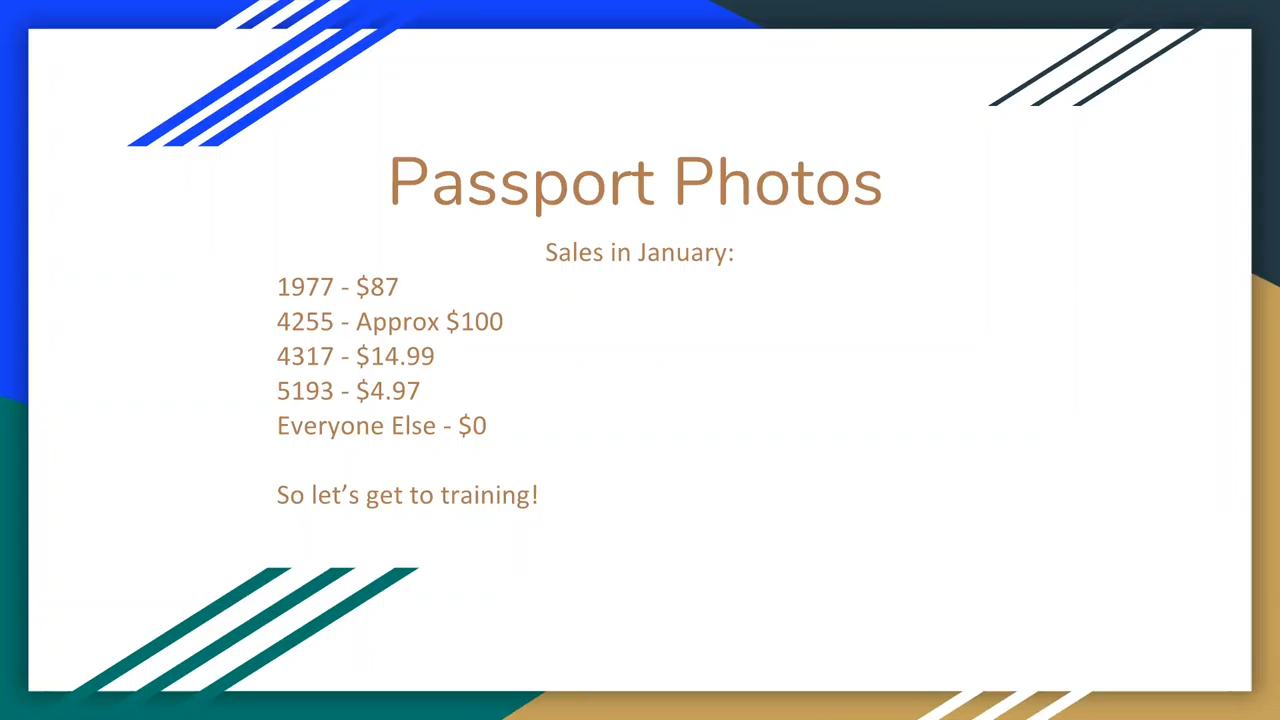 Passport Photos
Sales in January:
1977 - $87
4255 - Approx $100
4317 - $14.99
5193 - $4.97
Everyone Else - $0
So let’s get to training!